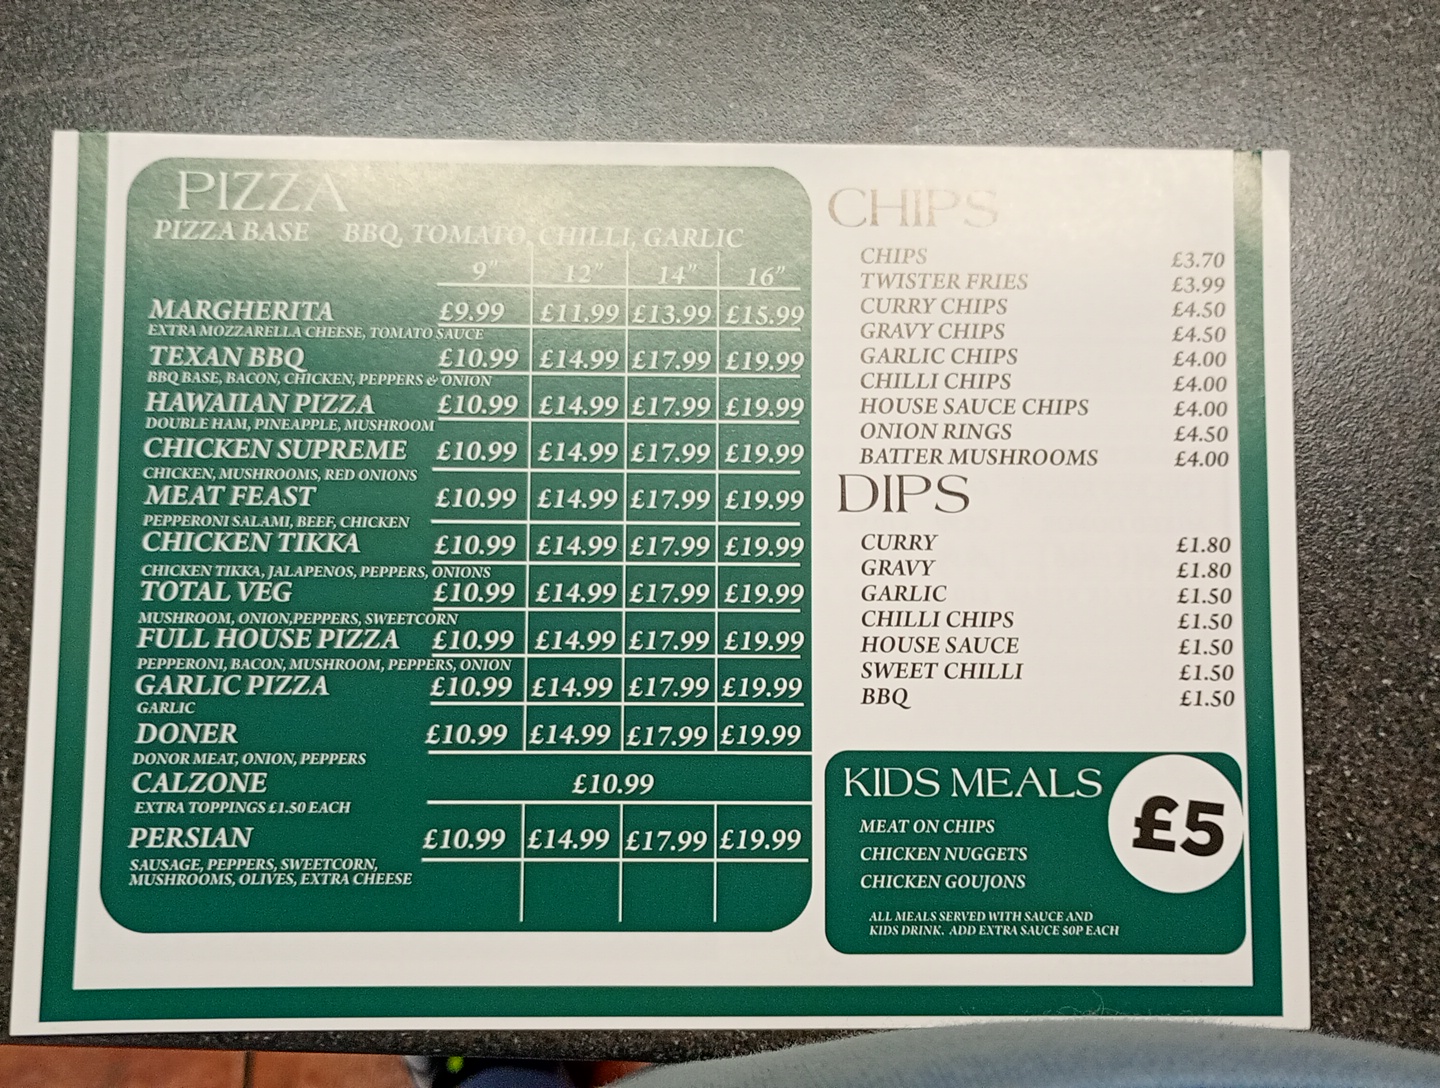 PIZZA
PIZZA BASE BBQ, TOMATO, CHILLI, GARLIC
9" 12" 14" 16"
MARGHERITA £9.99 £11.99 £13.99 £15.99
EXTRA MOZZARELLA CHEESE, TOMATO SAUCE
TEXAN BBQ £10.99 £14.99 £17.99 £19.99
BBQ BASE, BACON, CHICKEN, PEPPERS & ONION
HAWAIIAN PIZZA £10.99 £14.99 £17.99 £19.99
DOUBLE HAM, PINEAPPLE, MUSHROOM
CHICKEN SUPREME £10.99 £14.99 £17.99 £19.99
CHICKEN, MUSHROOMS, RED ONIONS
MEAT FEAST £10.99 £14.99 £17.99 £19.99
PEPPERONI SALAMI, BEEF, CHICKEN
CHICKEN TIKKA £10.99 £14.99 £17.99 £19.99
CHICKEN TIKKA, JALAPENOS, PEPPERS, ONIONS
TOTAL VEG £10.99 £14.99 £17.99 £19.99
MUSHROOM, ONION,PEPPERS, SWEETCORN
FULL HOUSE PIZZA £10.99 £14.99 £17.99 £19.99
PEPPERONI, BACON, MUSHROOM, PEPPERS, ONION
GARLIC PIZZA £10.99 £14.99 £17.99 £19.99
GARLIC
DONER £10.99 £14.99 £17.99 £19.99
DONOR MEAT, ONION, PEPPERS
CALZONE £10.99
EXTRA TOPPINGS £1.50 EACH
PERSIAN £10.99 £14.99 £17.99 £19.99
SAUSAGE, PEPPERS, SWEETCORN,
MUSHROOMS, OLIVES, EXTRA CHEESE
CHIPS
CHIPS £3.70
TWISTER FRIES £3.99
CURRY CHIPS £4.50
GRAVY CHIPS £4.50
GARLIC CHIPS £4.00
CHILLI CHIPS £4.00
HOUSE SAUCE CHIPS £4.00
ONION RINGS £4.50
BATTER MUSHROOMS £4.00
DIPS
CURRY £1.80
GRAVY £1.80
GARLIC £1.50
CHILLI CHIPS £1.50
HOUSE SAUCE £1.50
SWEET CHILLI £1.50
BBQ £1.50
KIDS MEALS £5
MEAT ON CHIPS
CHICKEN NUGGETS
CHICKEN GOUJONS
ALL MEALS SERVED WITH SAUCE AND
KIDS DRINK. ADD EXTRA SAUCE 50P EACH